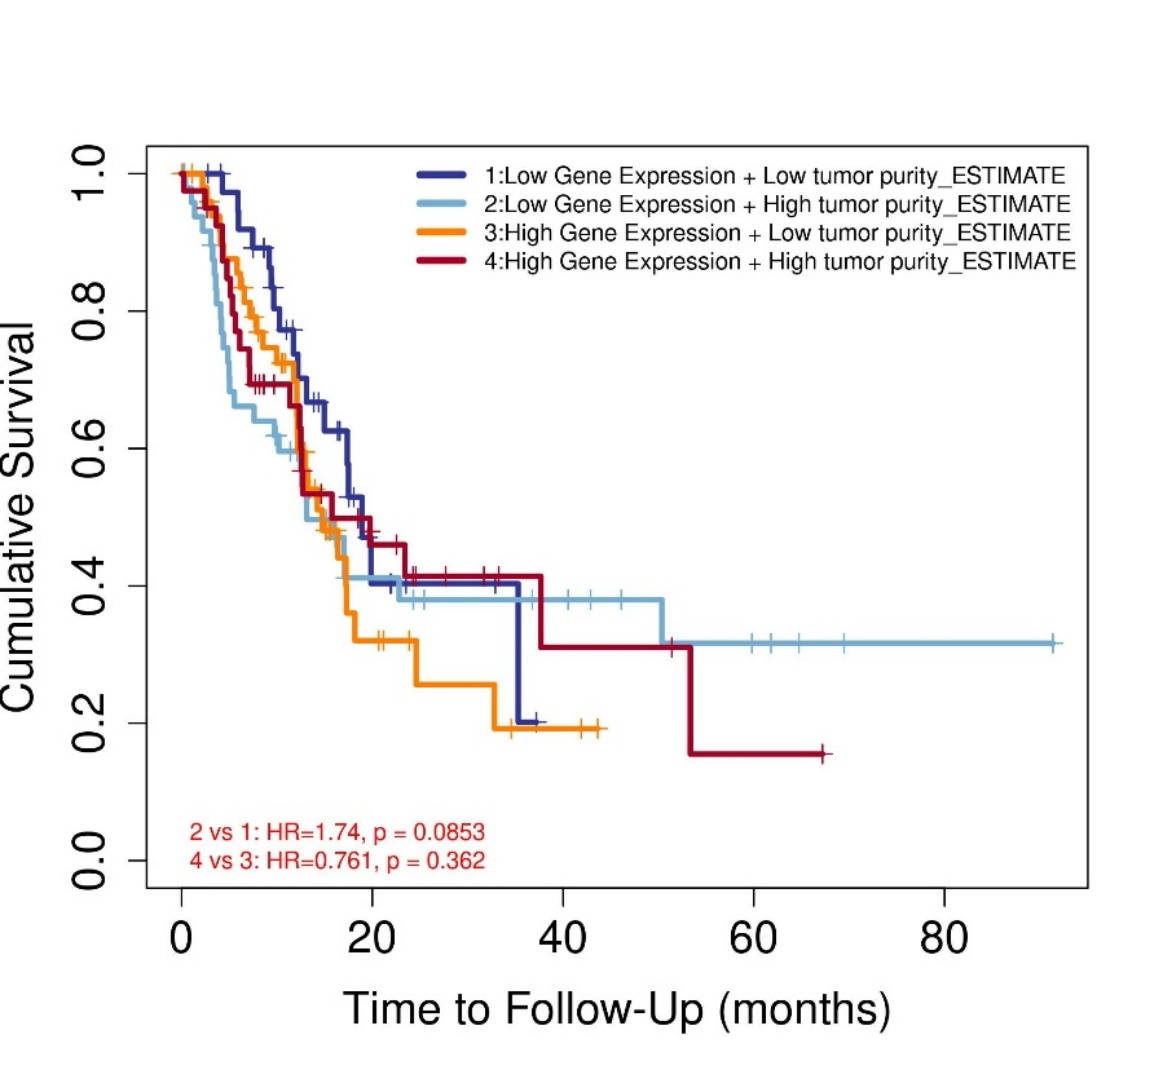 1:Low Gene Expression + Low tumor purity_ESTIMATE
2:Low Gene Expression + High tumor purity_ESTIMATE
3:High Gene Expression + Low tumor purity_ESTIMATE
4:High Gene Expression + High tumor purity_ESTIMATE
Cumulative Survival
1.0
0.8
0.6
0.4
0.2
0.0
2 vs 1: HR=1.74, p = 0.0853
4 vs 3: HR=0.761, p = 0.362
0 20 40 60 80
Time to Follow-Up (months)